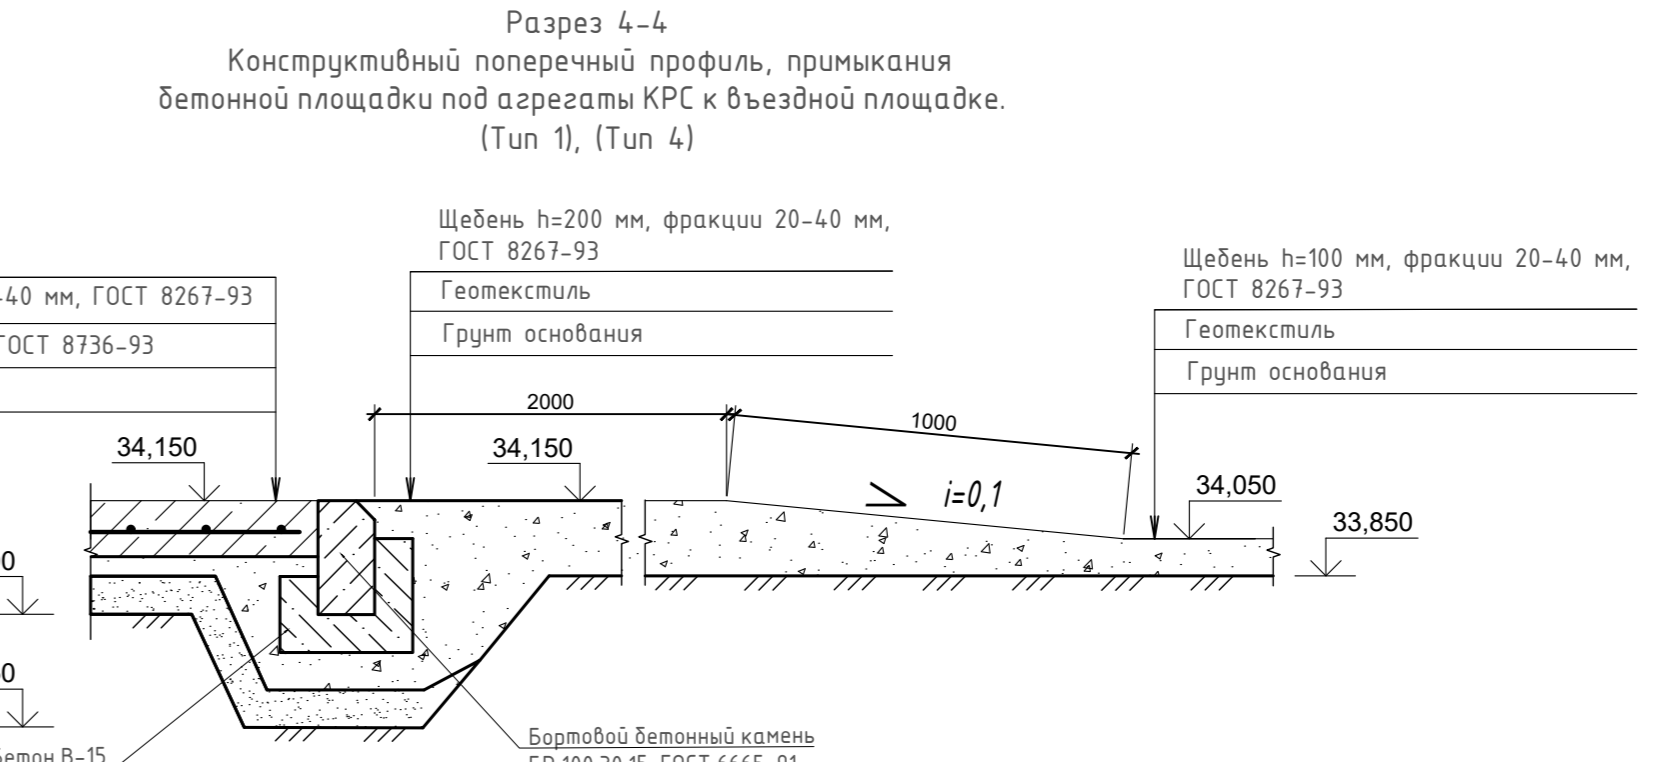 Разрез 4-4
Конструктивный поперечный профиль, примыкания
бетонной площадки под агрегаты КРС к въездной площадке.
(Тип 1), (Тип 4)
Щебень h=200 мм, фракции 20-40 мм,
ГОСТ 8267-93
Геотекстиль
Грунт основания
Щебень h=100 мм, фракции 20-40 мм,
ГОСТ 8267-93
Геотекстиль
Грунт основания
-40 мм, ГОСТ 8267-93
ГОСТ 8736-93
2000
1000
34,150
34,150
i=0,1
34,050
33,850
Бортовой бетонный камень
В-15